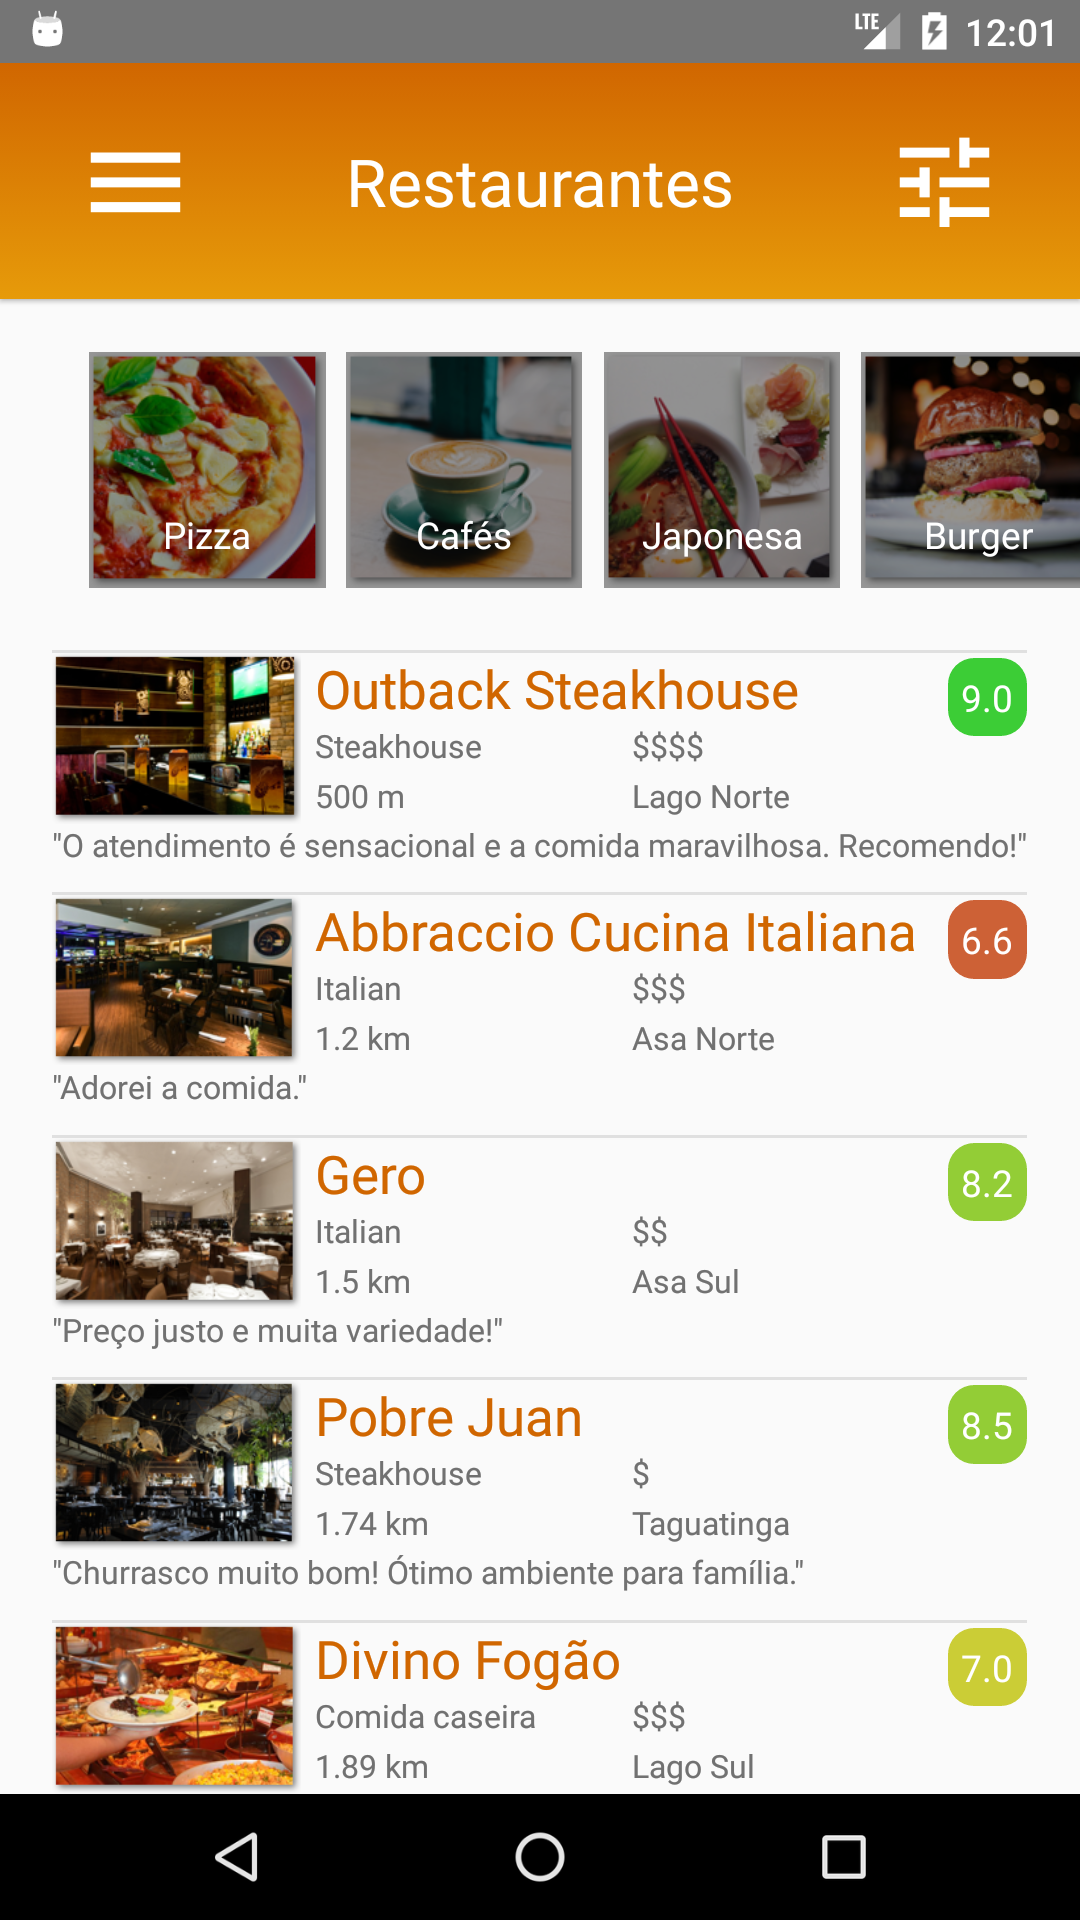 LTE 12:01
Restaurantes
Pizza Cafés Japonesa Burger
Outback Steakhouse 9.0
Steakhouse $$$$
500 m Lago Norte
"O atendimento é sensacional e a comida maravilhosa. Recomendo!"
Abbraccio Cucina Italiana 6.6
Italian $$$
1.2 km Asa Norte
"Adorei a comida."
Gero 8.2
Italian $$
1.5 km Asa Sul
"Preço justo e muita variedade!"
Pobre Juan 8.5
Steakhouse $
1.74 km Taguatinga
"Churrasco muito bom! Ótimo ambiente para família."
Divino Fogão 7.0
Comida caseira $$$
1.89 km Lago Sul